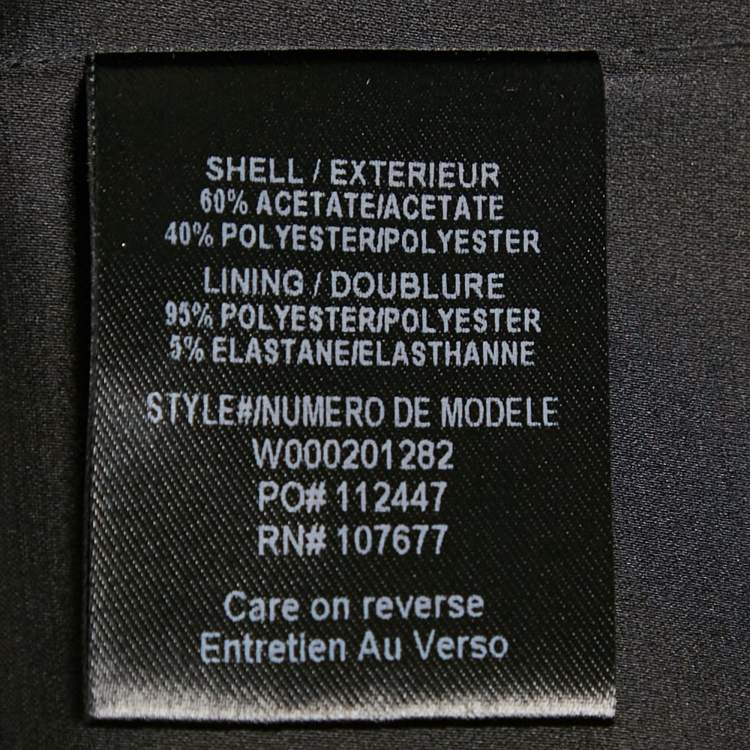 SHELL / EXTERIEUR
60% ACETATE/ACETATE
40% POLYESTER/POLYESTER
LINING / DOUBLURE
95% POLYESTER/POLYESTER
5% ELASTANE/ELASTHANNE
STYLE#/NUMERO DE MODELE
W000201282
PO# 112447
RN# 107677
Care on reverse
Entretien Au Verso